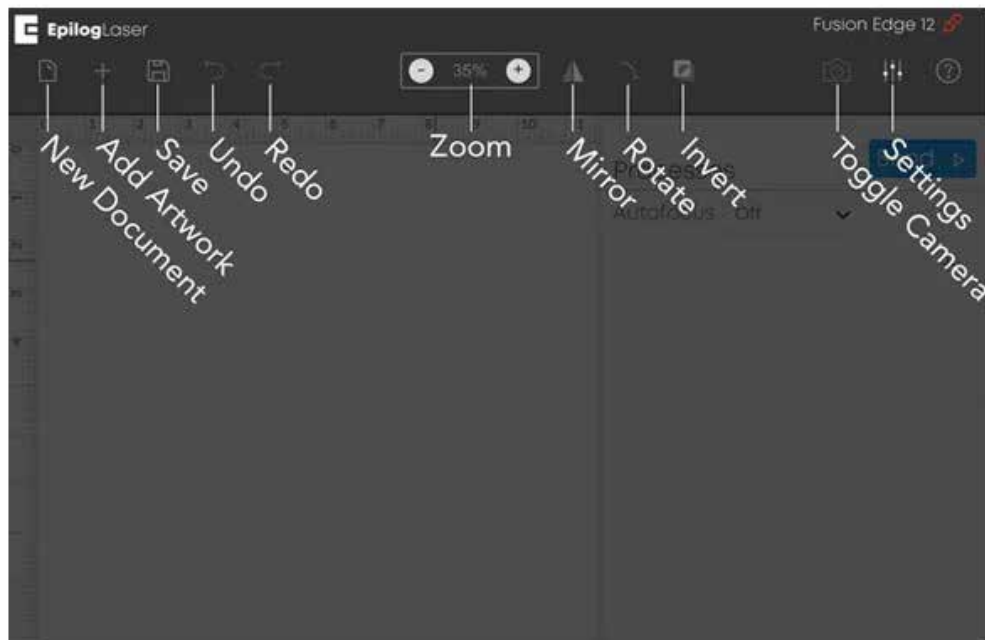 EpilogLaser
Fusion Edge 12
35%
New Document
Add Artwork
Save
Undo
Redo
Zoom
Mirror
Rotate
Invert
Toggle Camera
Settings
Processes
Autofocus Off